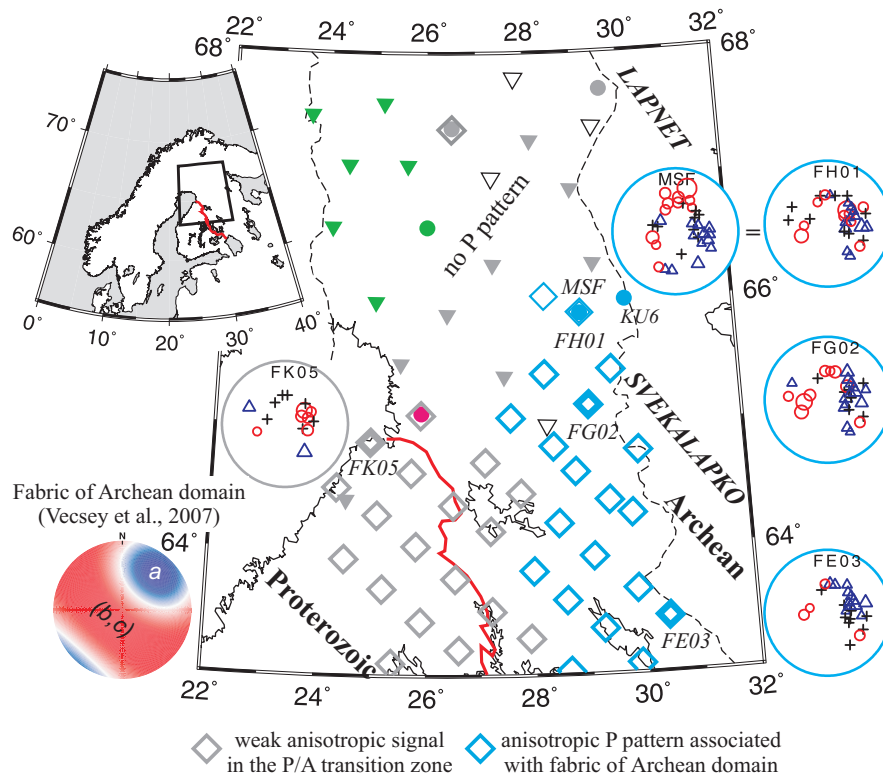 22° 24° 26° 28° 30° 32°
68° 68°
70°
60°
0° 10° 20° 30° 40°
LAPNET
no P pattern
MSF
=
FH01
66°
MSF
KU6
FH01
FK05
FG02
SVEKALAPKO
FG02
FK05
Archean
Fabric of Archean domain
(Vecsey et al., 2007)
N
a
(b,c)
64° 64°
Proterozoic
FE03
FE03
22° 24° 26° 28° 30° 32°
weak anisotropic signal
in the P/A transition zone
anisotropic P pattern associated
with fabric of Archean domain